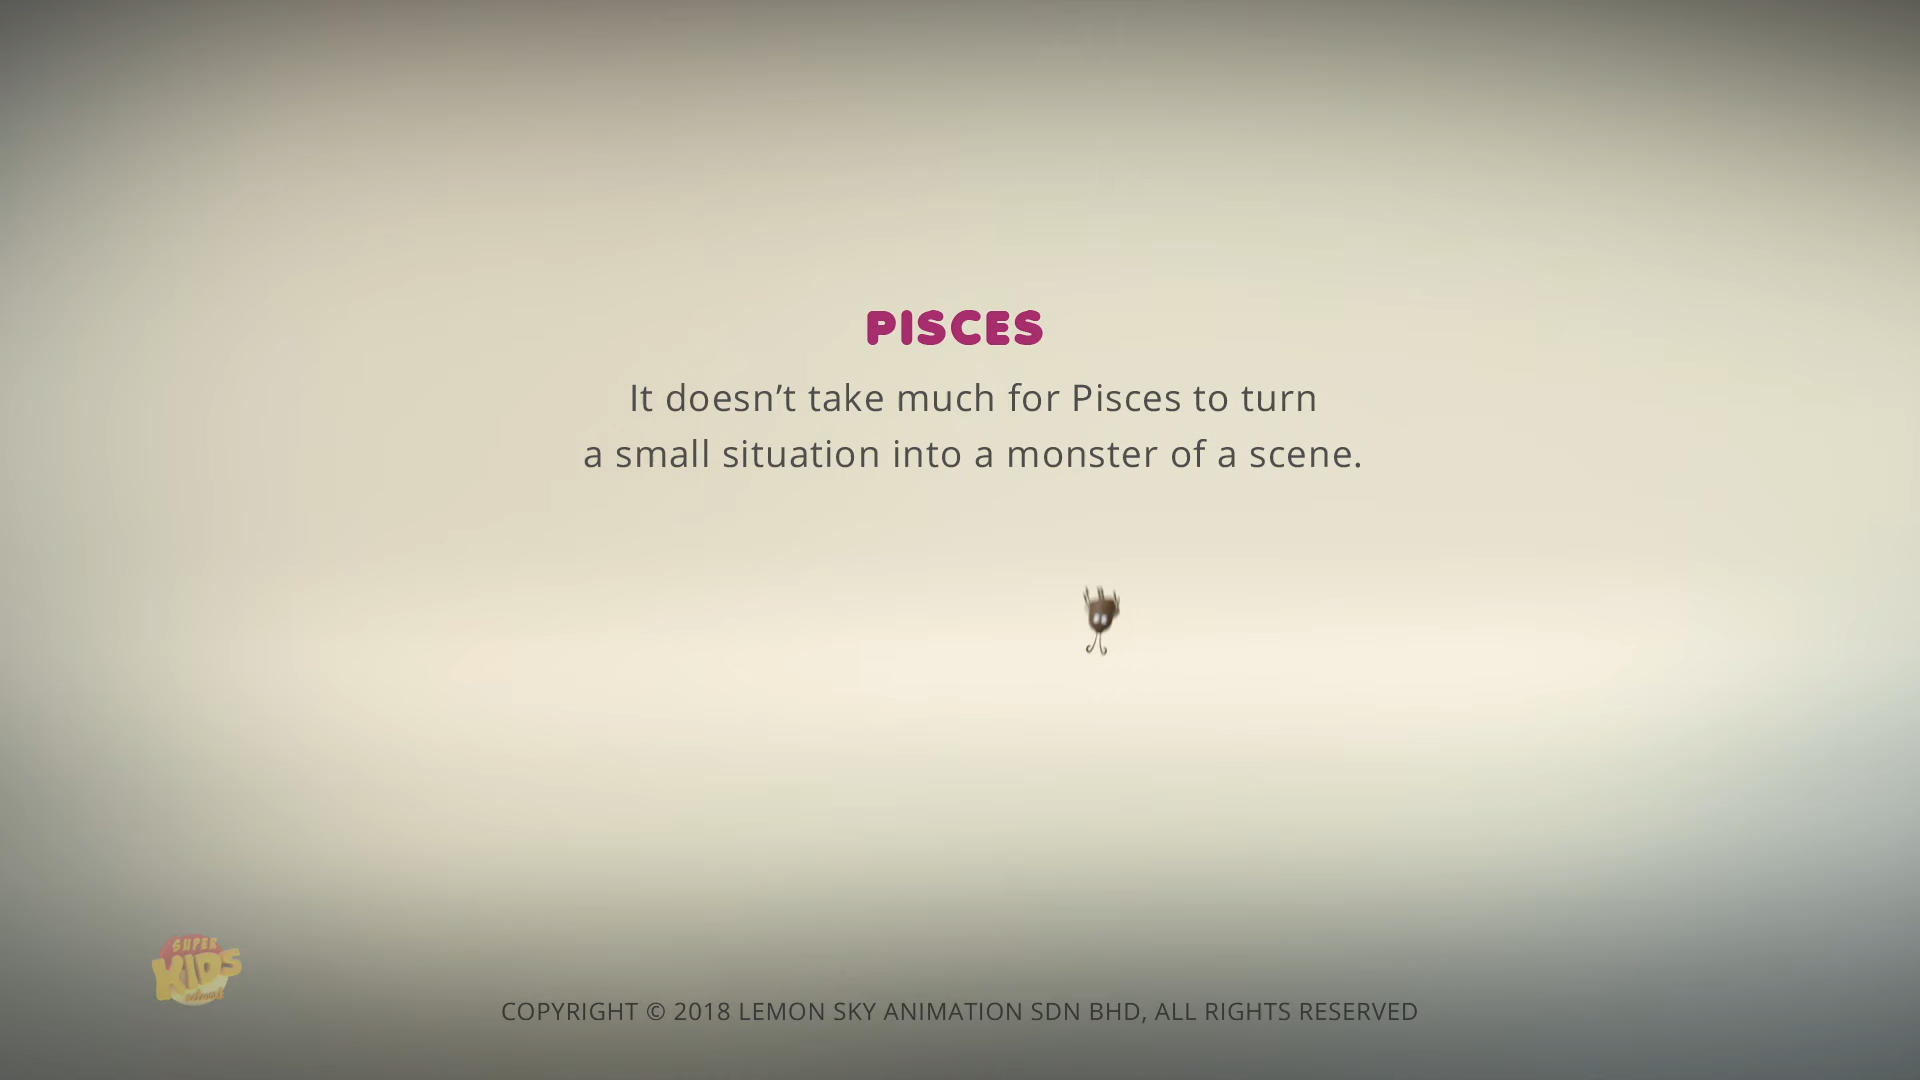 PISCES
It doesn’t take much for Pisces to turn
a small situation into a monster of a scene.
SUPER
KIDS
COPYRIGHT © 2018 LEMON SKY ANIMATION SDN BHD, ALL RIGHTS RESERVED